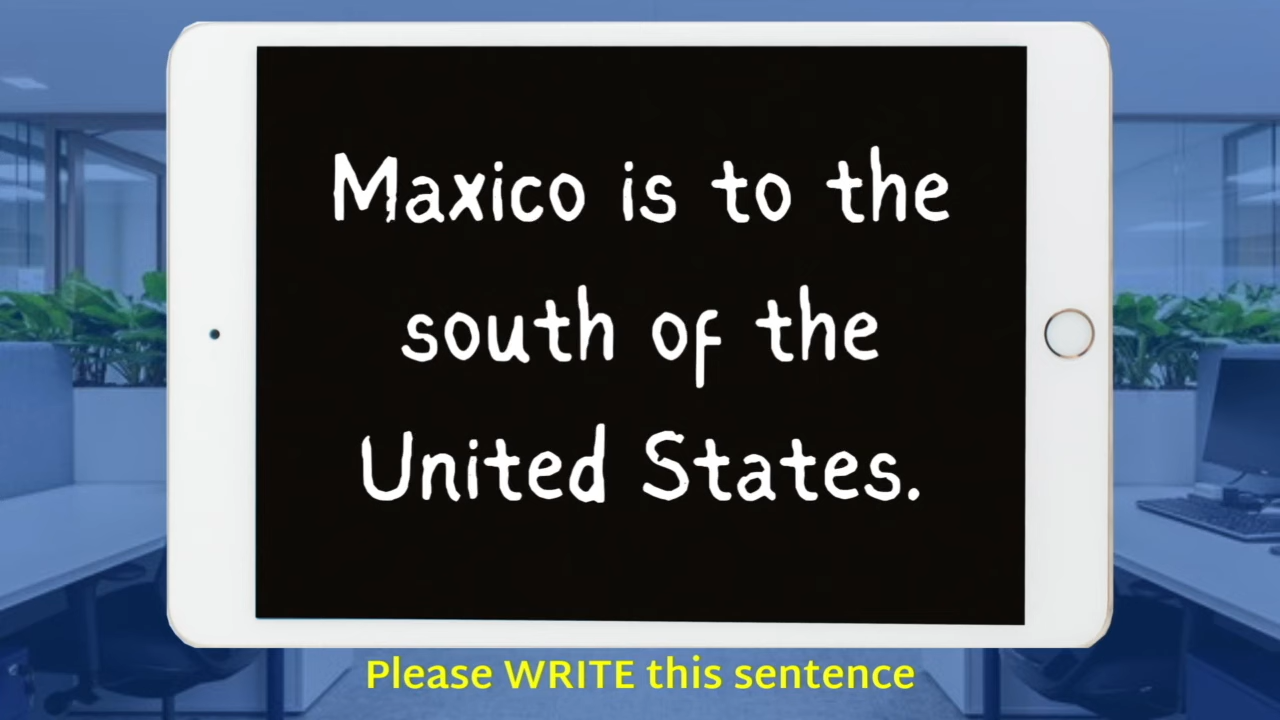 Maxico is to the
south of the
United States.
Please WRITE this sentence